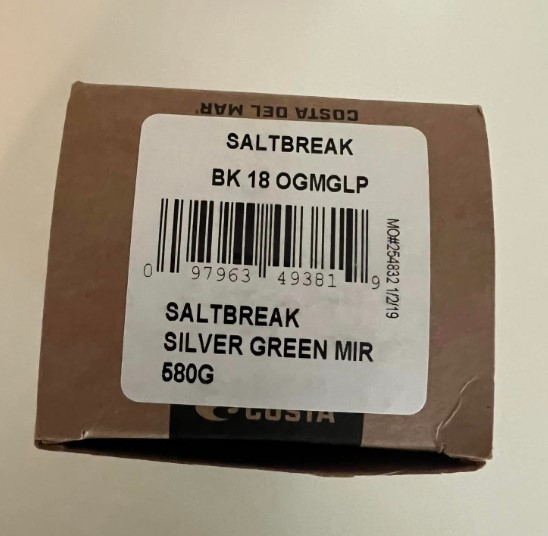 COSTA DEL MAR
SALTBREAK
BK 18 OGMGLP
0 97963 49381 9
MO#254832 1/2/19
SALTBREAK
SILVER GREEN MIR
580G
COSTA